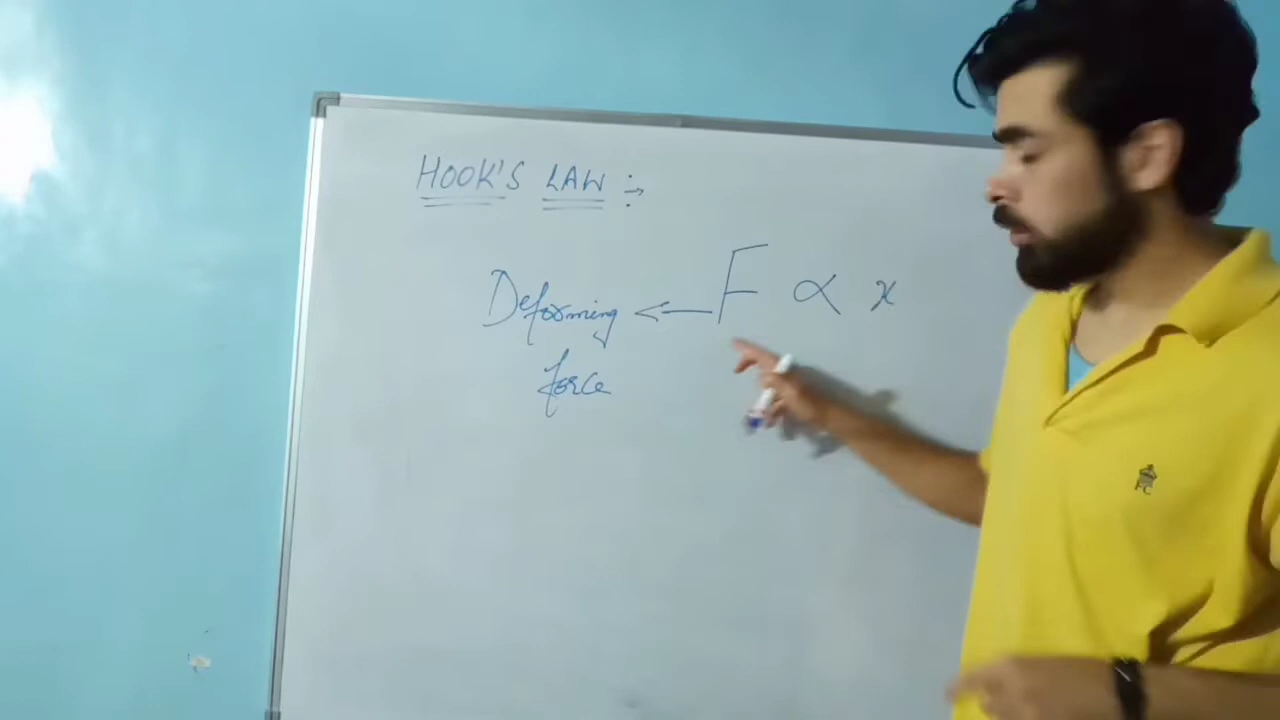 HOOK'S LAW :→
Deforming ← F ∝ x
force